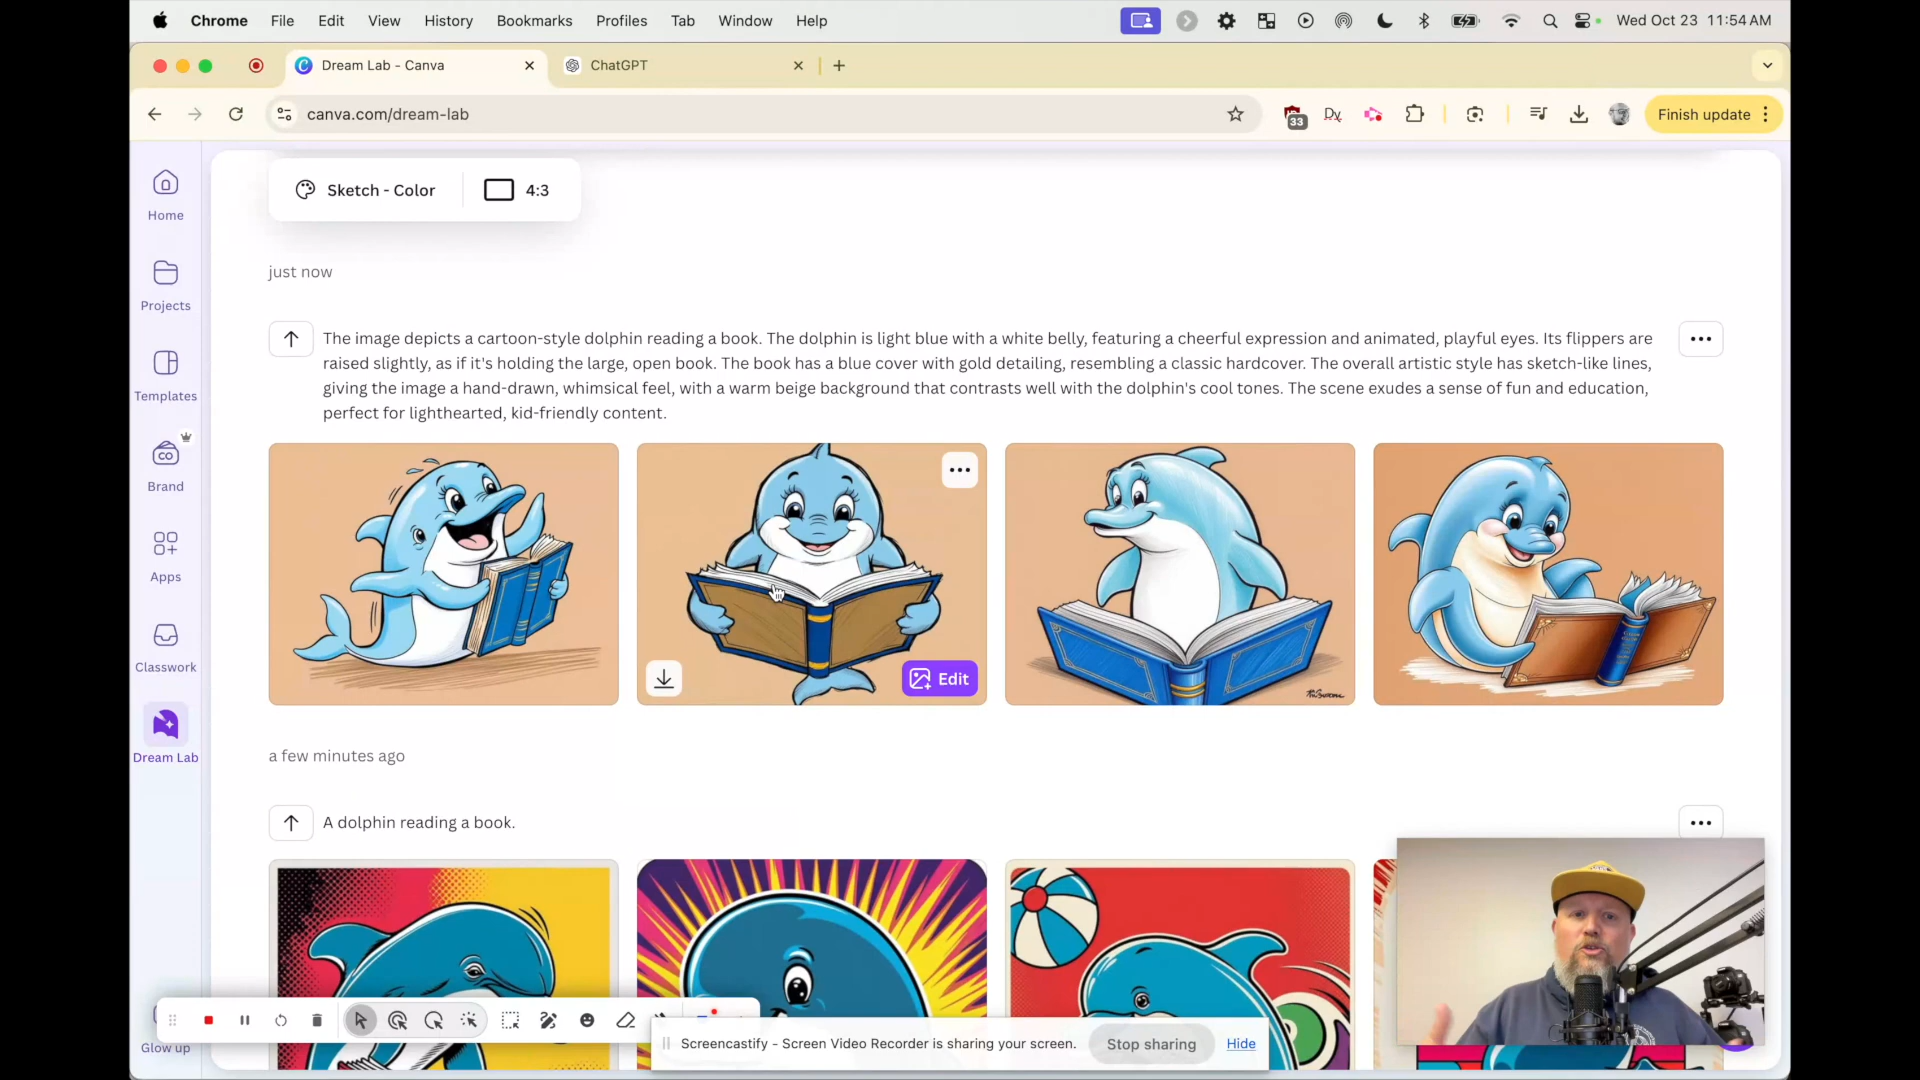 Chrome File Edit View History Bookmarks Profiles Tab Window Help
Wed Oct 23 11:54 AM
Dream Lab - Canva
ChatGPT
canva.com/dream-lab
33
Dv
Finish update
Home
Projects
Templates
Brand
Apps
Classwork
Dream Lab
Glow up
Sketch - Color
4:3
just now
The image depicts a cartoon-style dolphin reading a book. The dolphin is light blue with a white belly, featuring a cheerful expression and animated, playful eyes. Its flippers are
raised slightly, as if it's holding the large, open book. The book has a blue cover with gold detailing, resembling a classic hardcover. The overall artistic style has sketch-like lines,
giving the image a hand-drawn, whimsical feel, with a warm beige background that contrasts well with the dolphin's cool tones. The scene exudes a sense of fun and education,
perfect for lighthearted, kid-friendly content.
Edit
a few minutes ago
A dolphin reading a book.
Screencastify - Screen Video Recorder is sharing your screen.
Stop sharing
Hide